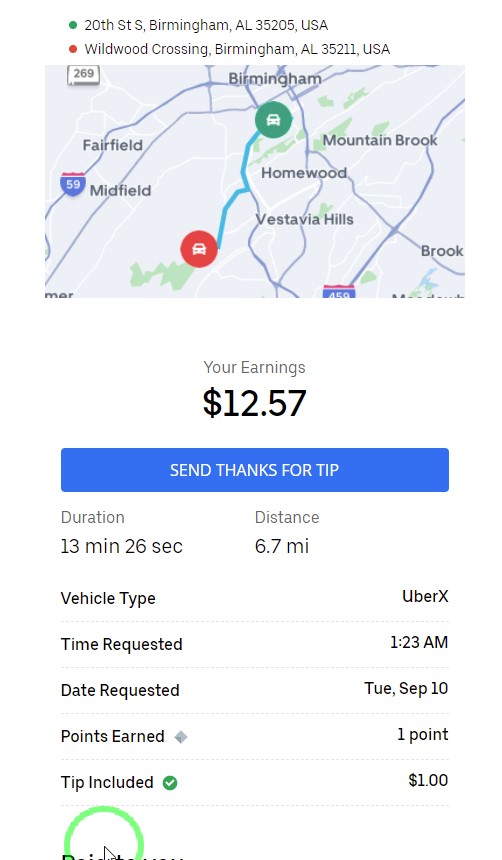 20th St S, Birmingham, AL 35205, USA
Wildwood Crossing, Birmingham, AL 35211, USA
269
Birmingham
Fairfield
Mountain Brook
59
Midfield
Homewood
Vestavia Hills
Brook
459
Your Earnings
$12.57
SEND THANKS FOR TIP
Duration
Distance
13 min 26 sec
6.7 mi
Vehicle Type
UberX
Time Requested
1:23 AM
Date Requested
Tue, Sep 10
Points Earned
1 point
Tip Included
$1.00